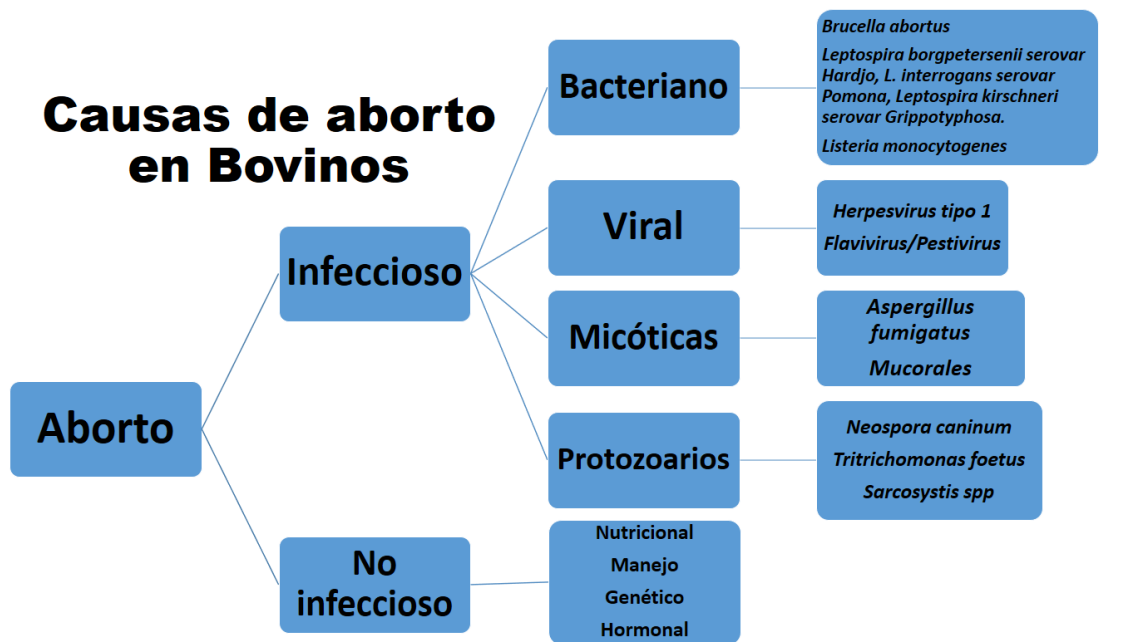 Causas de aborto
en Bovinos
Aborto
Infeccioso
Bacteriano
Brucella abortus
Leptospira borgpetersenii serovar
Hardjo, L. interrogans serovar
Pomona, Leptospira kirschneri
serovar Grippotyphosa.
Listeria monocytogenes
Viral
Herpesvirus tipo 1
Flavivirus/Pestivirus
Micóticas
Aspergillus
fumigatus
Mucorales
Protozoarios
Neospora caninum
Tritrichomonas foetus
Sarcosystis spp
No
infeccioso
Nutricional
Manejo
Genético
Hormonal